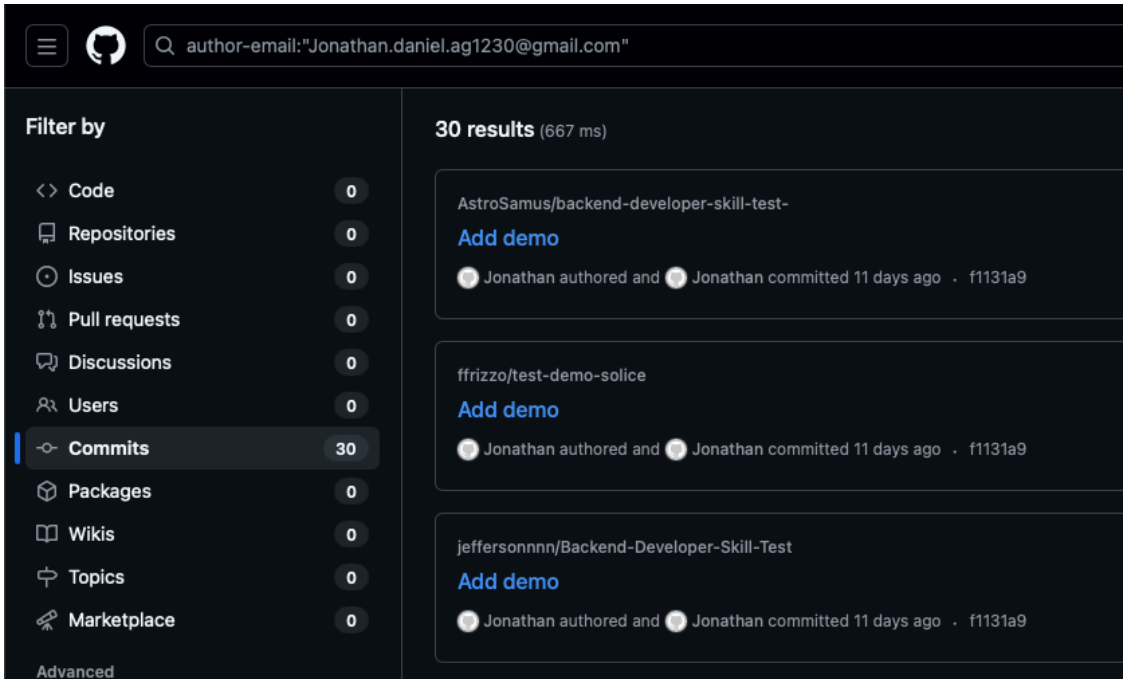 author-email:"Jonathan.daniel.ag1230@gmail.com"
Filter by
Code 0
Repositories 0
Issues 0
Pull requests 0
Discussions 0
Users 0
Commits 30
Packages 0
Wikis 0
Topics 0
Marketplace 0
Advanced
30 results (667 ms)
AstroSamus/backend-developer-skill-test-
Add demo
Jonathan authored and Jonathan committed 11 days ago · f1131a9
ffrizzo/test-demo-solice
Add demo
Jonathan authored and Jonathan committed 11 days ago · f1131a9
jeffersonnnn/Backend-Developer-Skill-Test
Add demo
Jonathan authored and Jonathan committed 11 days ago · f1131a9